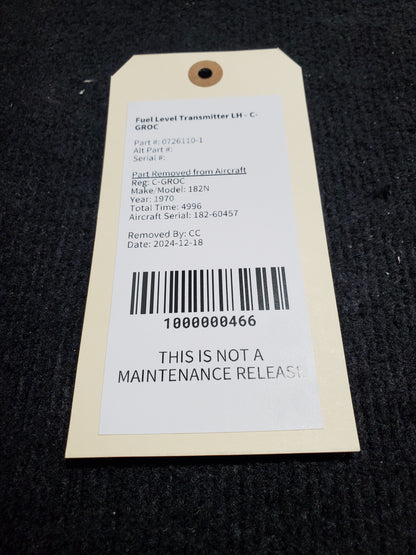 Fuel Level Transmitter LH - C-
GROC
Part #: 0726110-1
Alt Part #:
Serial #:
Part Removed from Aircraft
Reg: C-GROC
Make/Model: 182N
Year: 1970
Total Time: 4996
Aircraft Serial: 182-60457
Removed By: CC
Date: 2024-12-18
1000000466
THIS IS NOT A
MAINTENANCE RELEASE